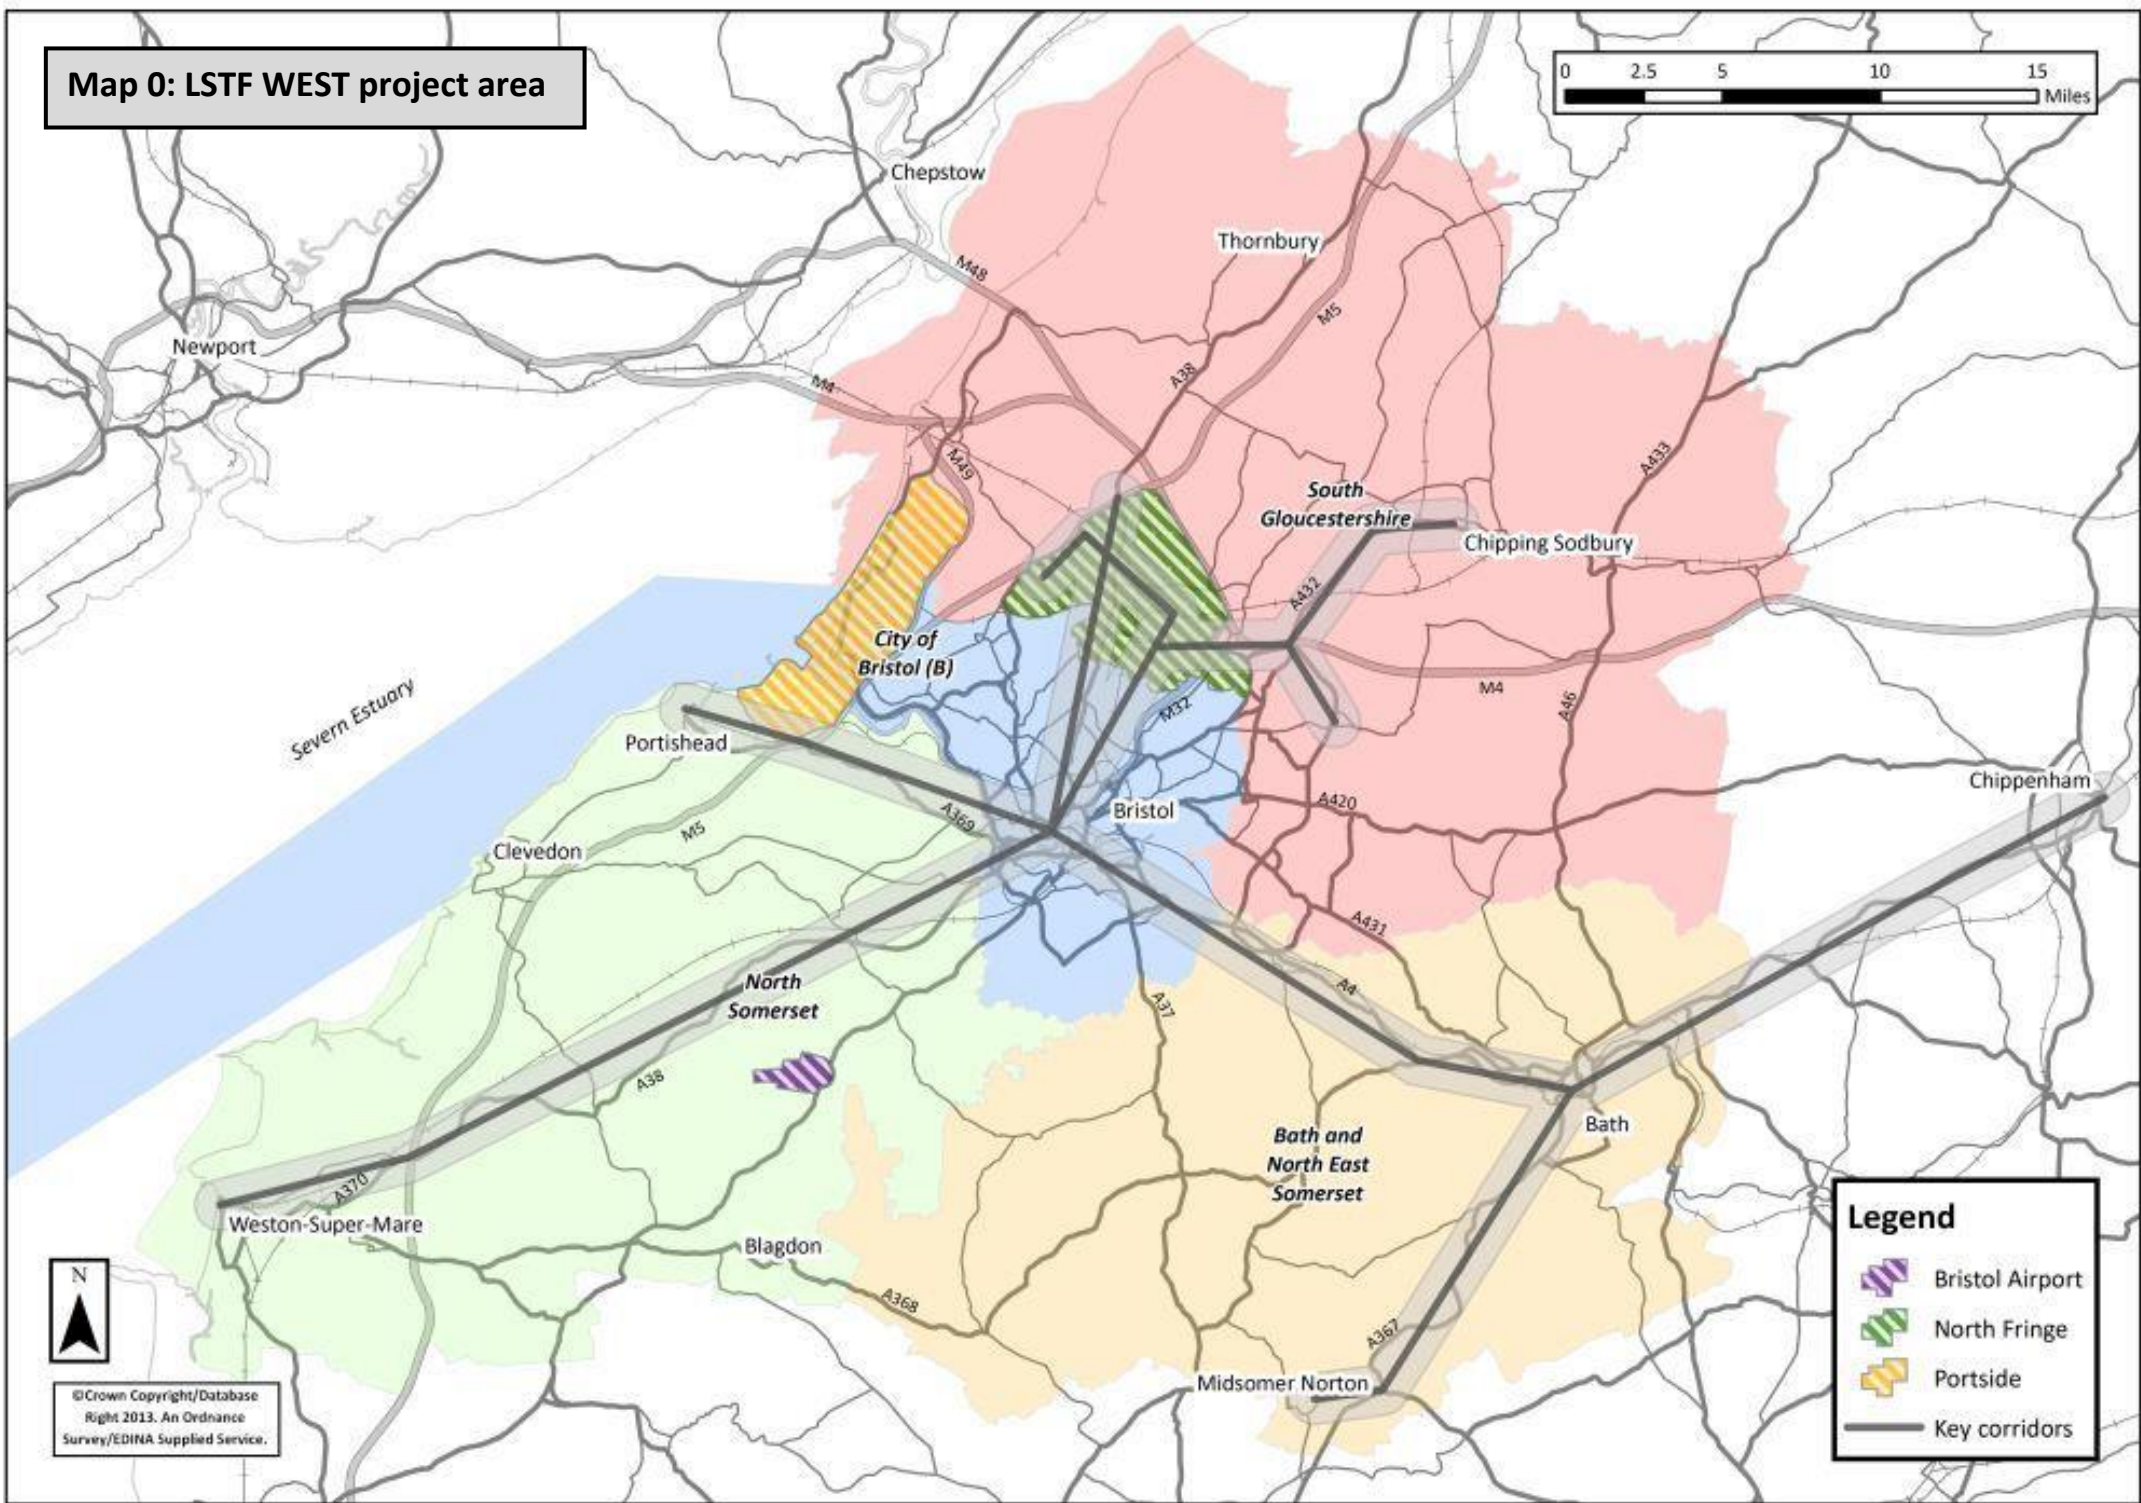 Map 0: LSTF WEST project area
0 2.5 5 10 15
Miles
Chepstow
Thornbury
M48
M5
Newport
A38
M4
M49
A433
South
Gloucestershire
Chipping Sodbury
A432
City of
Bristol (B)
M4
Severn Estuary
M32
A46
Portishead
Chippenham
A420
Bristol
A369
M5
Clevedon
A431
North
Somerset
A4
A37
A38
Bath
Bath and
North East
Somerset
A370
Weston-Super-Mare
Blagdon
A368
A367
Midsomer Norton
N
©Crown Copyright/Database
Right 2013. An Ordnance
Survey/EDINA Supplied Service.
Legend
Bristol Airport
North Fringe
Portside
Key corridors